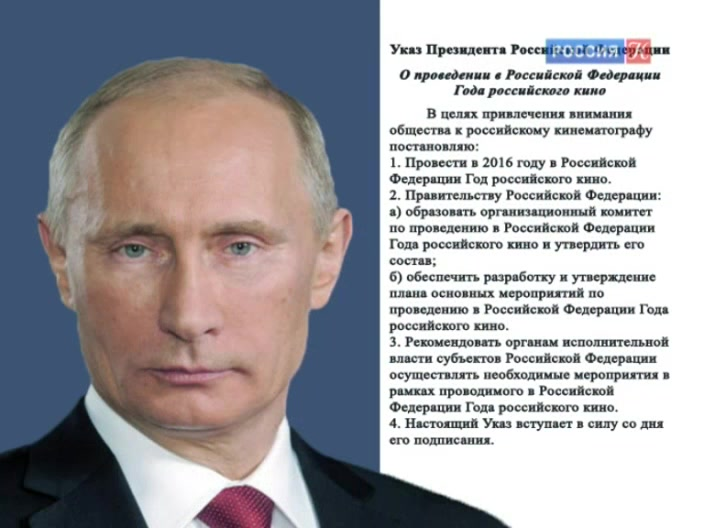 Указ Президента Российской Федерации
РОССИЯ К
О проведении в Российской Федерации
Года российского кино
В целях привлечения внимания
общества к российскому кинематографу
постановляю:
1. Провести в 2016 году в Российской
Федерации Год российского кино.
2. Правительству Российской Федерации:
а) образовать организационный комитет
по проведению в Российской Федерации
Года российского кино и утвердить его
состав;
б) обеспечить разработку и утверждение
плана основных мероприятий по
проведению в Российской Федерации Года
российского кино.
3. Рекомендовать органам исполнительной
власти субъектов Российской Федерации
осуществлять необходимые мероприятия в
рамках проводимого в Российской
Федерации Года российского кино.
4. Настоящий Указ вступает в силу со дня
его подписания.